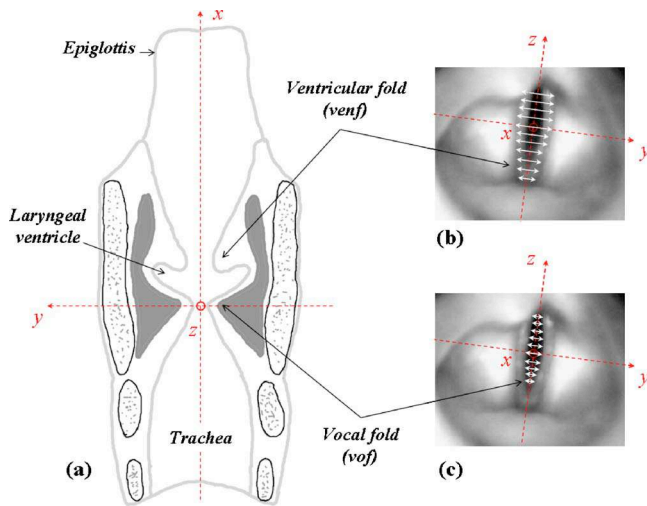 x
Epiglottis
Ventricular fold
(venf)
Laryngeal
ventricle
y
z
Trachea
(a)
Vocal fold
(vof)
z
x
y
(b)
z
x
y
(c)